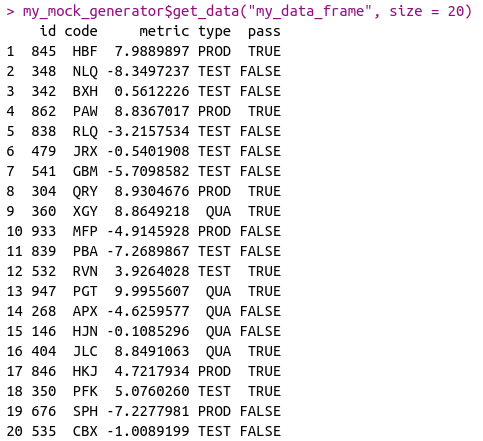 > my_mock_generator$get_data("my_data_frame", size = 20)
    id code     metric type  pass
1  845  HBF  7.9889897 PROD  TRUE
2  348  NLQ -8.3497237 TEST FALSE
3  342  BXH  0.5612226 TEST FALSE
4  862  PAW  8.8367017 PROD  TRUE
5  838  RLQ -3.2157534 TEST FALSE
6  479  JRX -0.5401908 TEST FALSE
7  541  GBM -5.7098582 TEST FALSE
8  304  QRY  8.9304676 PROD  TRUE
9  360  XGY  8.8649218  QUA  TRUE
10 933  MFP -4.9145928 PROD FALSE
11 839  PBA -7.2689867 TEST FALSE
12 532  RVN  3.9264028 TEST  TRUE
13 947  PGT  9.9955607  QUA  TRUE
14 268  APX -4.6259577  QUA FALSE
15 146  HJN -0.1085296  QUA FALSE
16 404  JLC  8.8491063  QUA  TRUE
17 846  HKJ  4.7217934 PROD  TRUE
18 350  PFK  5.0760260 TEST  TRUE
19 676  SPH -7.2277981 PROD FALSE
20 535  CBX -1.0089199 TEST FALSE